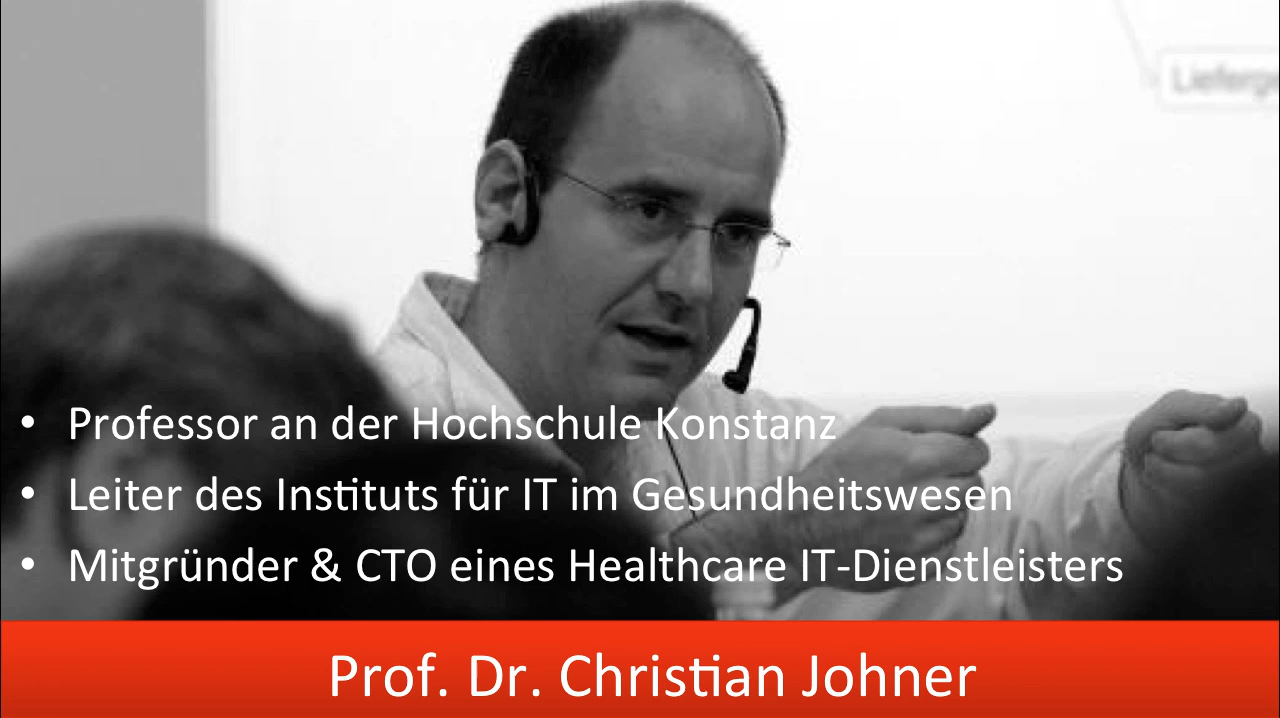 • Professor an der Hochschule Konstanz
• Leiter des Instituts für IT im Gesundheitswesen
• Mitgründer & CTO eines Healthcare IT-Dienstleisters
Prof. Dr. Christian Johner